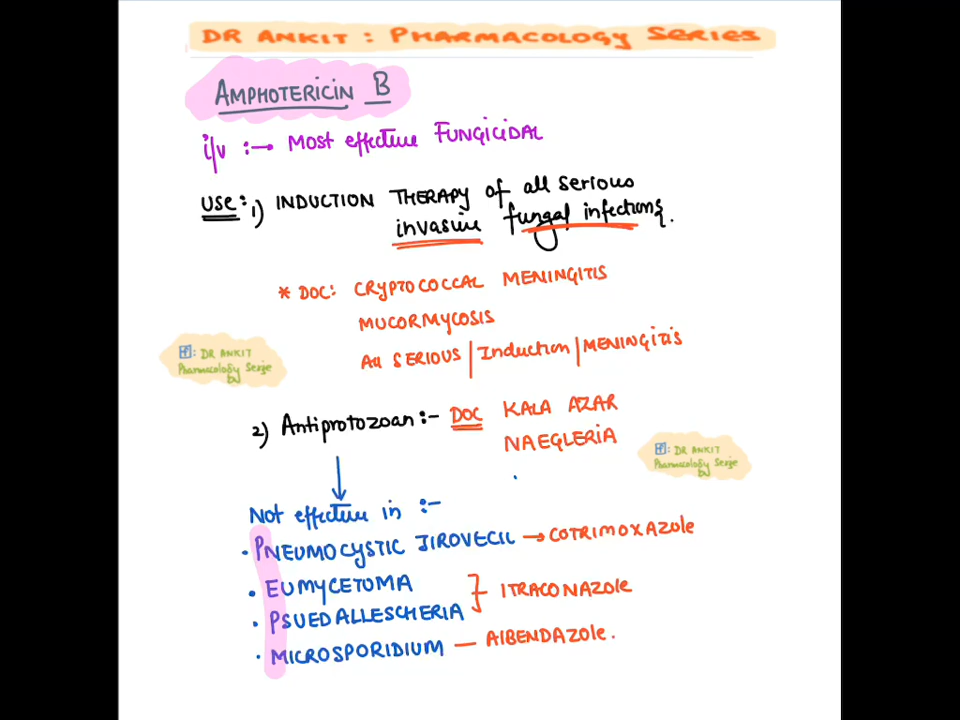 DR ANKIT : PHARMACOLOGY SERIES
AMPHOTERICIN B
i/v :→ MOST effective FUNGICIDAL
USE: 1) INDUCTION THERAPY of all serious
invasive fungal infections.
* DOC: CRYPTOCOCCAL MENINGITIS
MUCORMYCOSIS
All SERIOUS | Induction | MENINGITIS
: DR ANKIT
Pharmacology Series
2) Antiprotozoan :- DOC KALA AZAR
NAEGLERIA
: DR ANKIT
Pharmacology Series
Not effective in :-
• PNEUMOCYSTIC JIROVECII → COTRIMOXAZOLE
• EUMYCETOMA
} ITRACONAZOLE
• PSUEDALLESCHERIA
• MICROSPORIDIUM — AlBENDAZOLE.